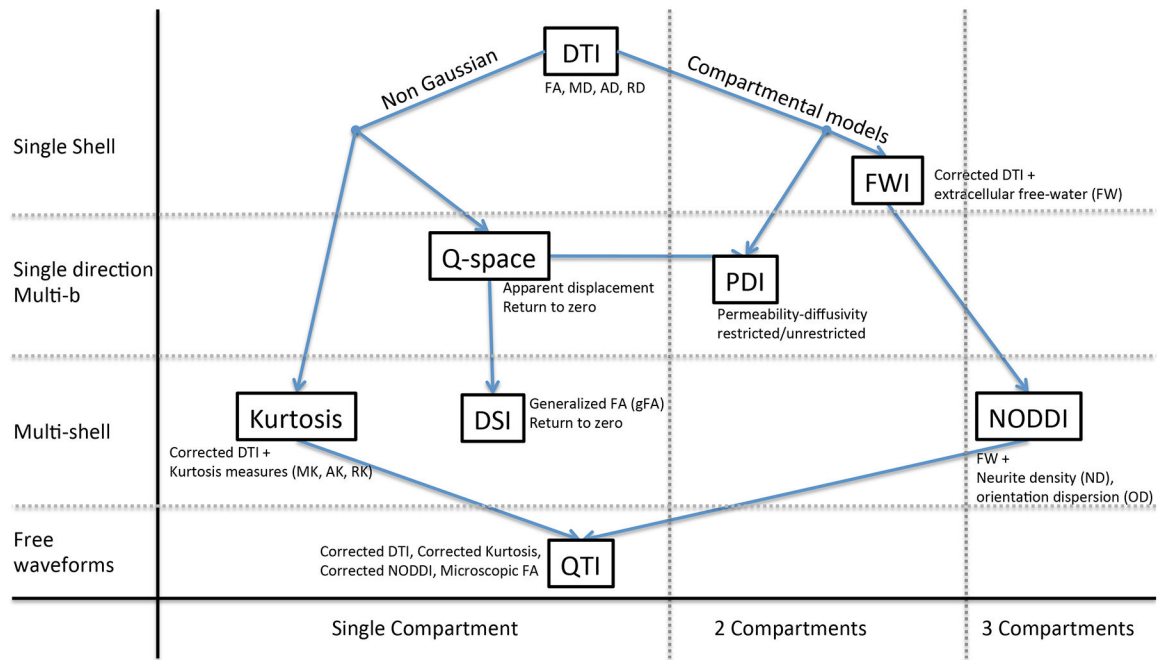 DTI
FA, MD, AD, RD
Non Gaussian
Compartmental models
Single Shell
FWI
Corrected DTI +
extracellular free-water (FW)
Single direction
Multi-b
Q-space
Apparent displacement
Return to zero
PDI
Permeability-diffusivity
restricted/unrestricted
Multi-shell
Kurtosis
Corrected DTI +
Kurtosis measures (MK, AK, RK)
DSI
Generalized FA (gFA)
Return to zero
NODDI
FW +
Neurite density (ND),
orientation dispersion (OD)
Free
waveforms
Corrected DTI, Corrected Kurtosis,
Corrected NODDI, Microscopic FA
QTI
Single Compartment
2 Compartments
3 Compartments